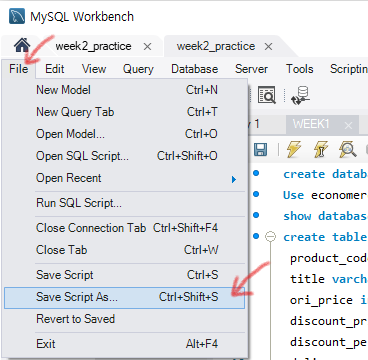 MySQL Workbench
week2_practice × week2_practice ×
File Edit View Query Database Server Tools Scripting
New Model Ctrl+N
New Query Tab Ctrl+T
Open Model... Ctrl+O
Open SQL Script... Ctrl+Shift+O
Open Recent
Run SQL Script...
Close Connection Tab Ctrl+Shift+F4
Close Tab Ctrl+W
Save Script Ctrl+S
Save Script As... Ctrl+Shift+S
Revert to Saved
Exit Alt+F4
1 WEEK1 ×
create datab
Use economer
show databas
create table
product_cod
title varch
ori_price i
discount_pr
discount_pe